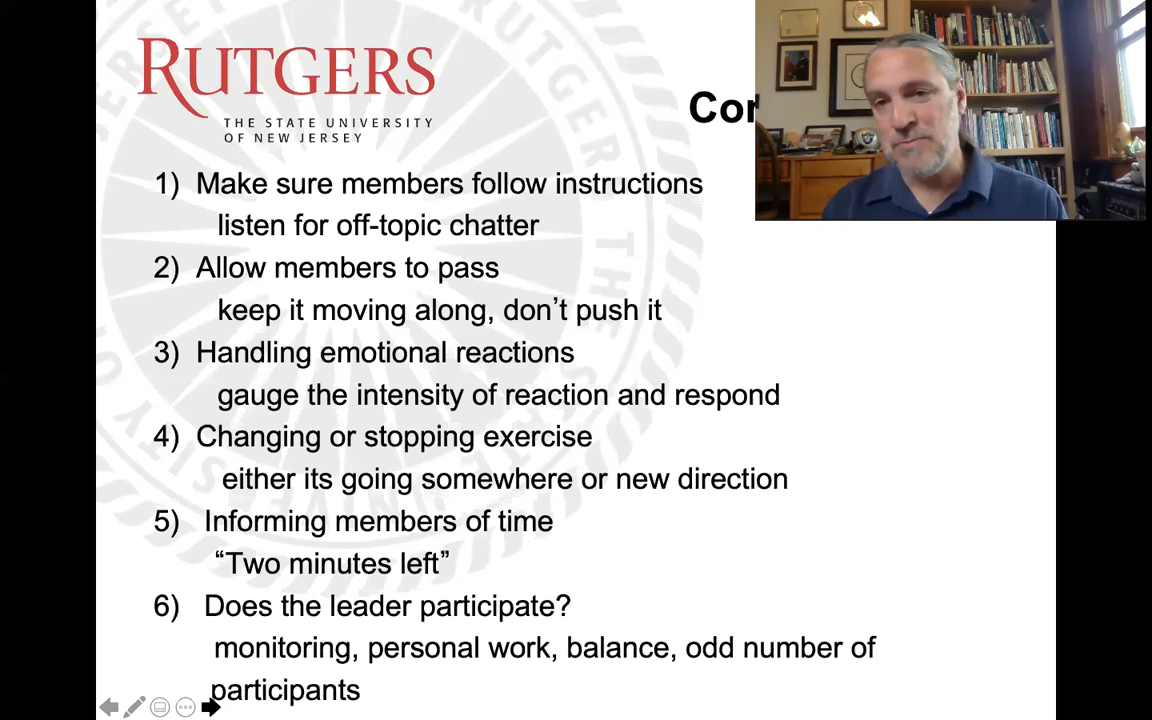 RUTGERS
THE STATE UNIVERSITY
OF NEW JERSEY
1) Make sure members follow instructions
listen for off-topic chatter
2) Allow members to pass
keep it moving along, don’t push it
3) Handling emotional reactions
gauge the intensity of reaction and respond
4) Changing or stopping exercise
either its going somewhere or new direction
5) Informing members of time
“Two minutes left”
6) Does the leader participate?
monitoring, personal work, balance, odd number of
participants